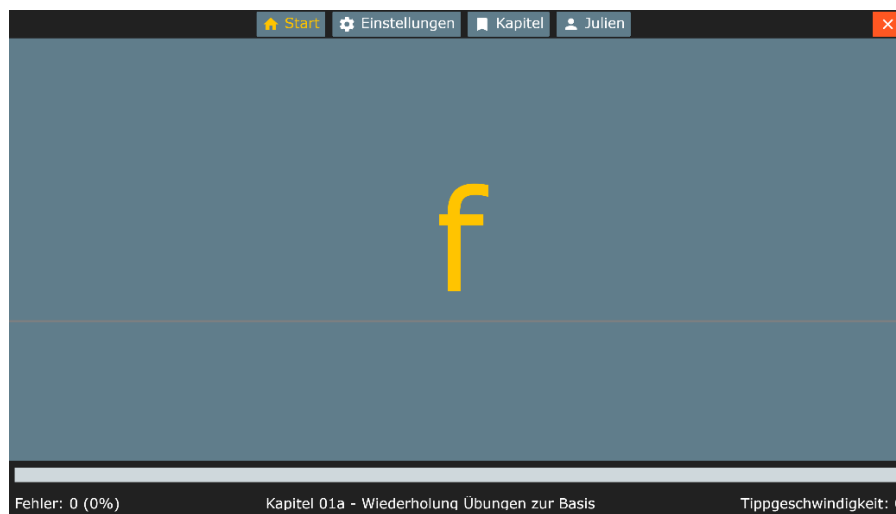 Start Einstellungen Kapitel Julien
f
Fehler: 0 (0%) Kapitel 01a - Wiederholung Übungen zur Basis Tippgeschwindigkeit: